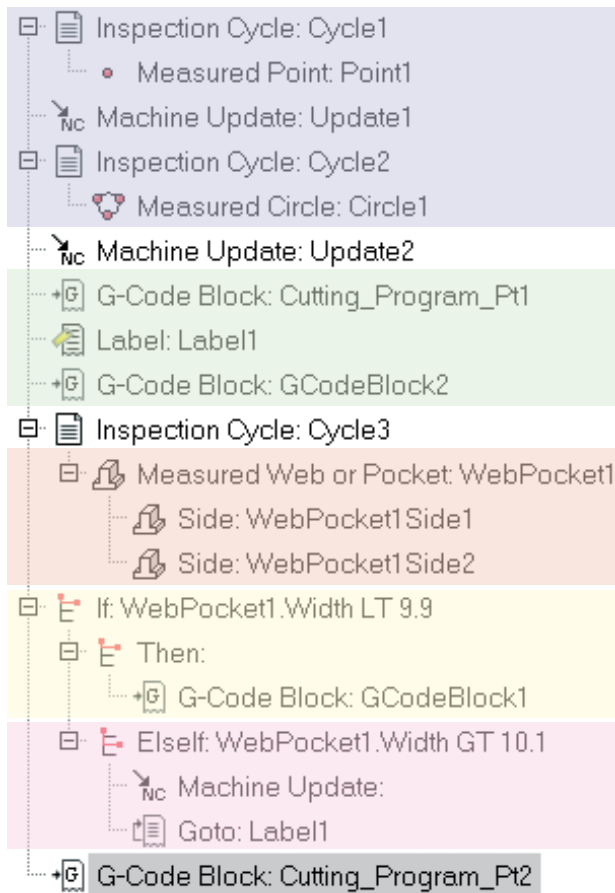 Inspection Cycle: Cycle1
Measured Point: Point1
NC Machine Update: Update1
Inspection Cycle: Cycle2
Measured Circle: Circle1
NC Machine Update: Update2
G G-Code Block: Cutting_Program_Pt1
Label: Label1
G G-Code Block: GCodeBlock2
Inspection Cycle: Cycle3
Measured Web or Pocket: WebPocket1
Side: WebPocket1Side1
Side: WebPocket1Side2
If: WebPocket1.Width LT 9.9
Then:
G G-Code Block: GCodeBlock1
ElseIf: WebPocket1.Width GT 10.1
NC Machine Update:
Goto: Label1
G G-Code Block: Cutting_Program_Pt2